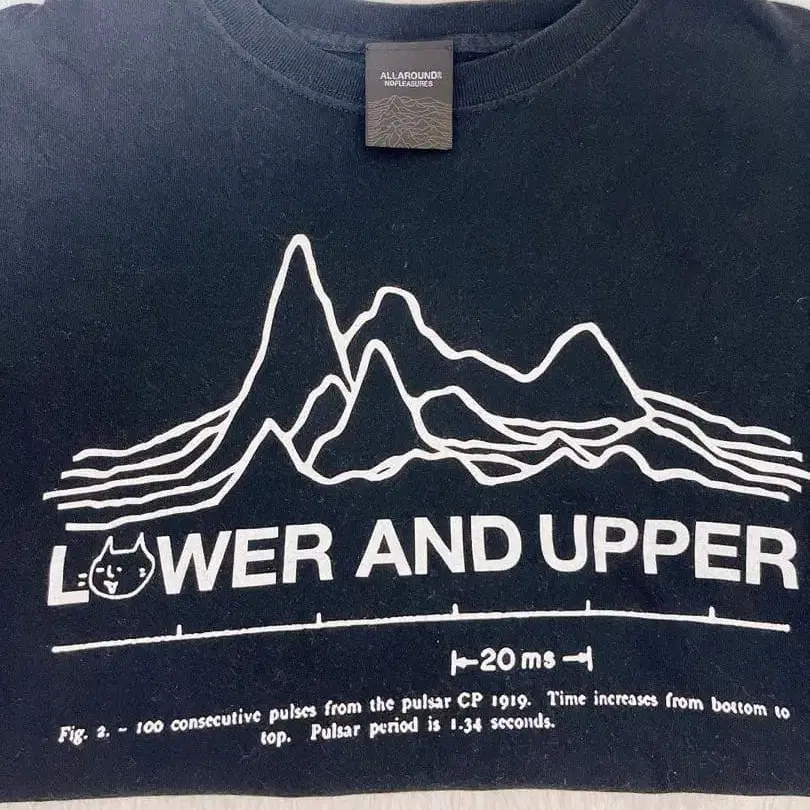 ALLAROUND
NOPLEASURES
LOWER AND UPPER
20 ms
Fig. 2. - 100 consecutive pulses from the pulsar CP 1919. Time increases from bottom to
top. Pulsar period is 1.34 seconds.